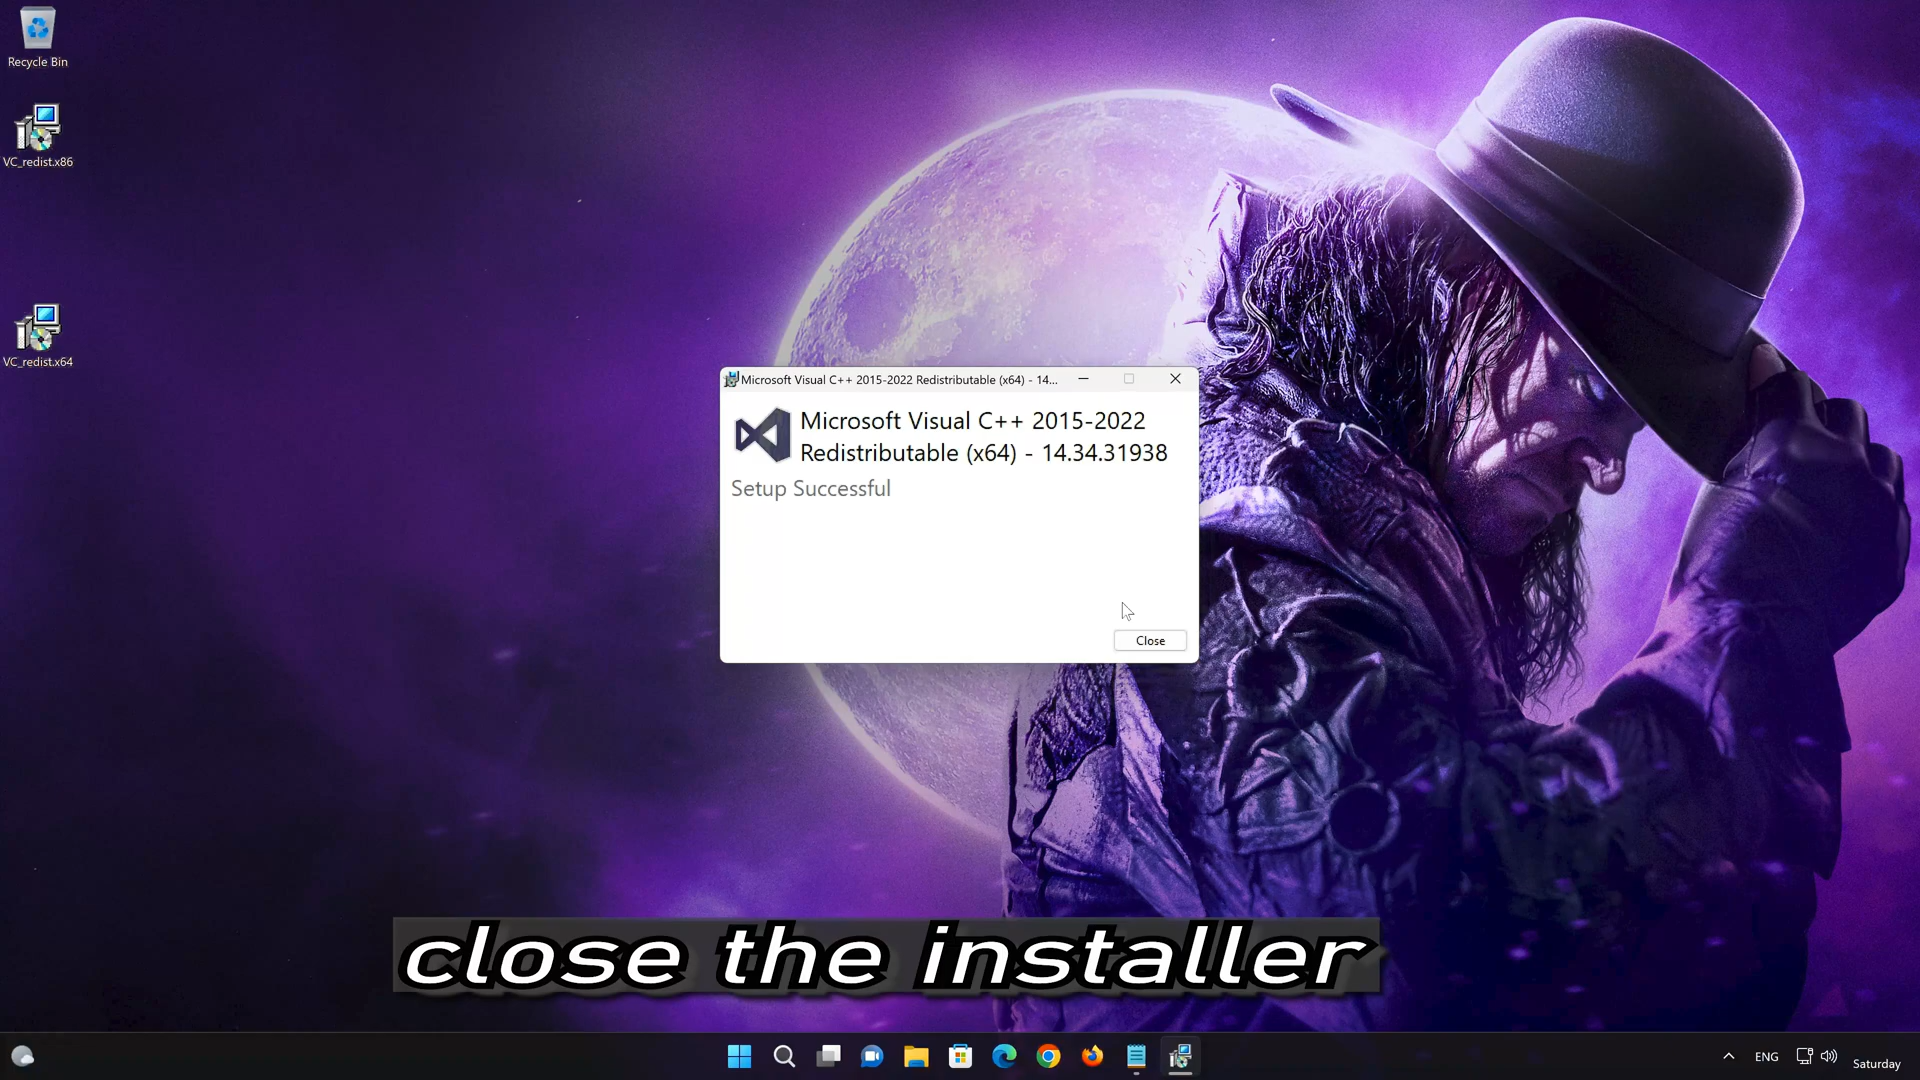 Recycle Bin
VC_redist.x86
VC_redist.x64
Microsoft Visual C++ 2015-2022 Redistributable (x64) - 14...
Microsoft Visual C++ 2015-2022
Redistributable (x64) - 14.34.31938
Setup Successful
Close
close the installer
ENG
Saturday